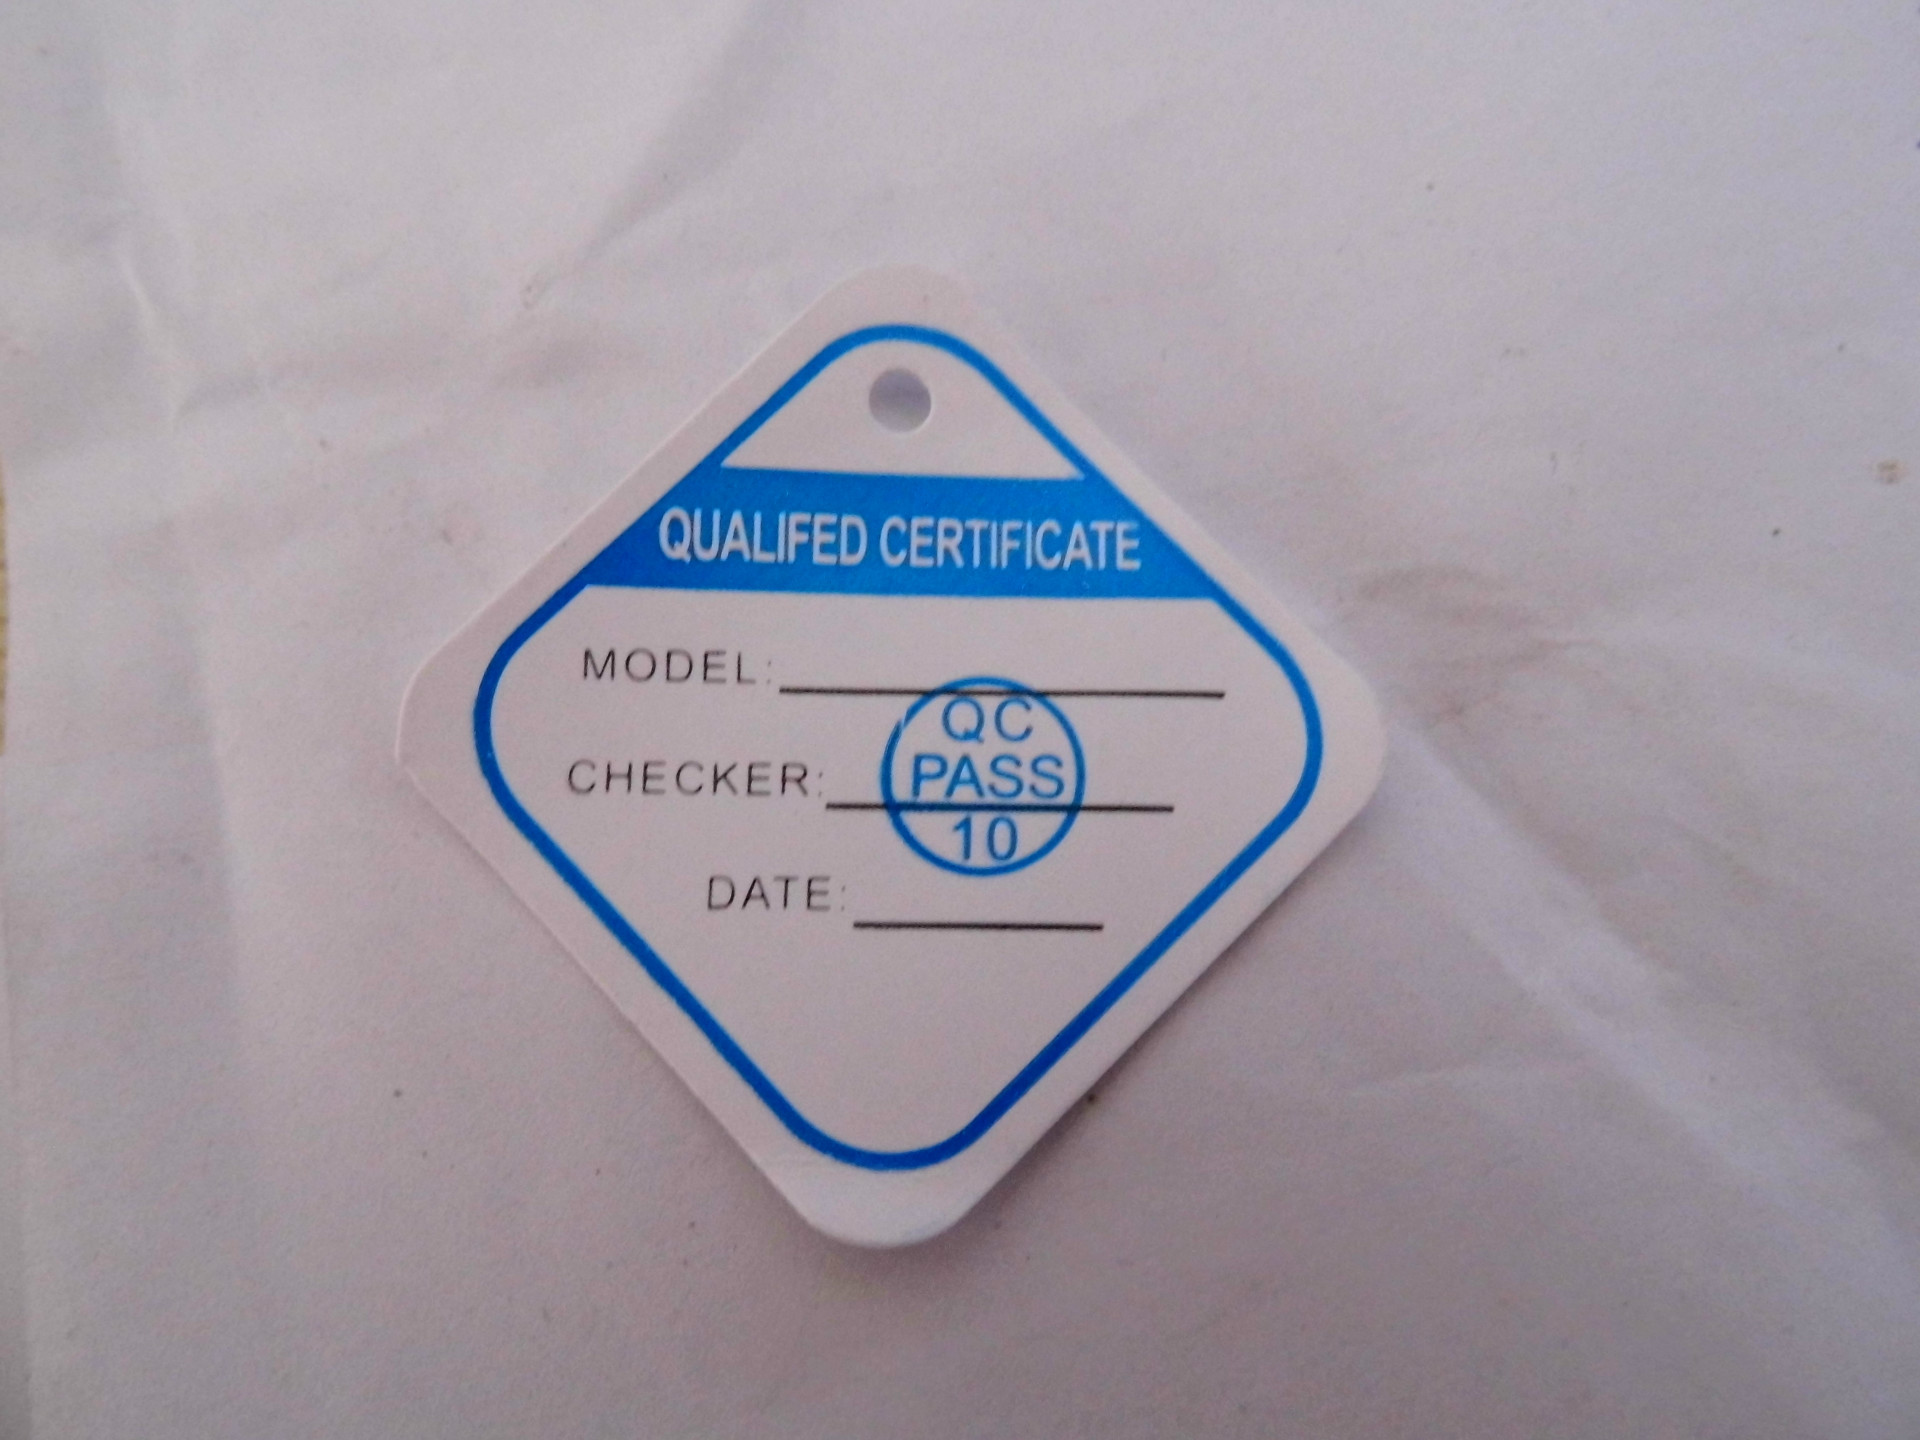 QUALIFED CERTIFICATE
MODEL:
QC
PASS
CHECKER:
10
DATE: